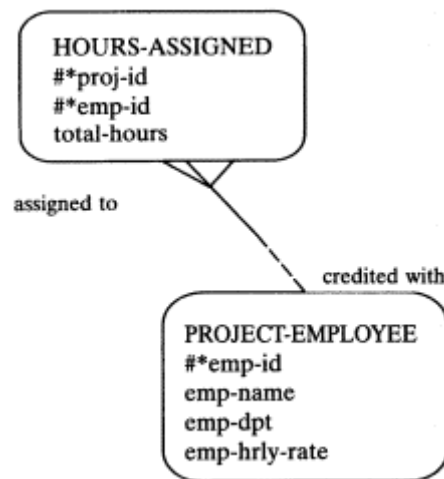 HOURS-ASSIGNED
#*proj-id
#*emp-id
total-hours
assigned to
credited with
PROJECT-EMPLOYEE
#*emp-id
emp-name
emp-dpt
emp-hrly-rate